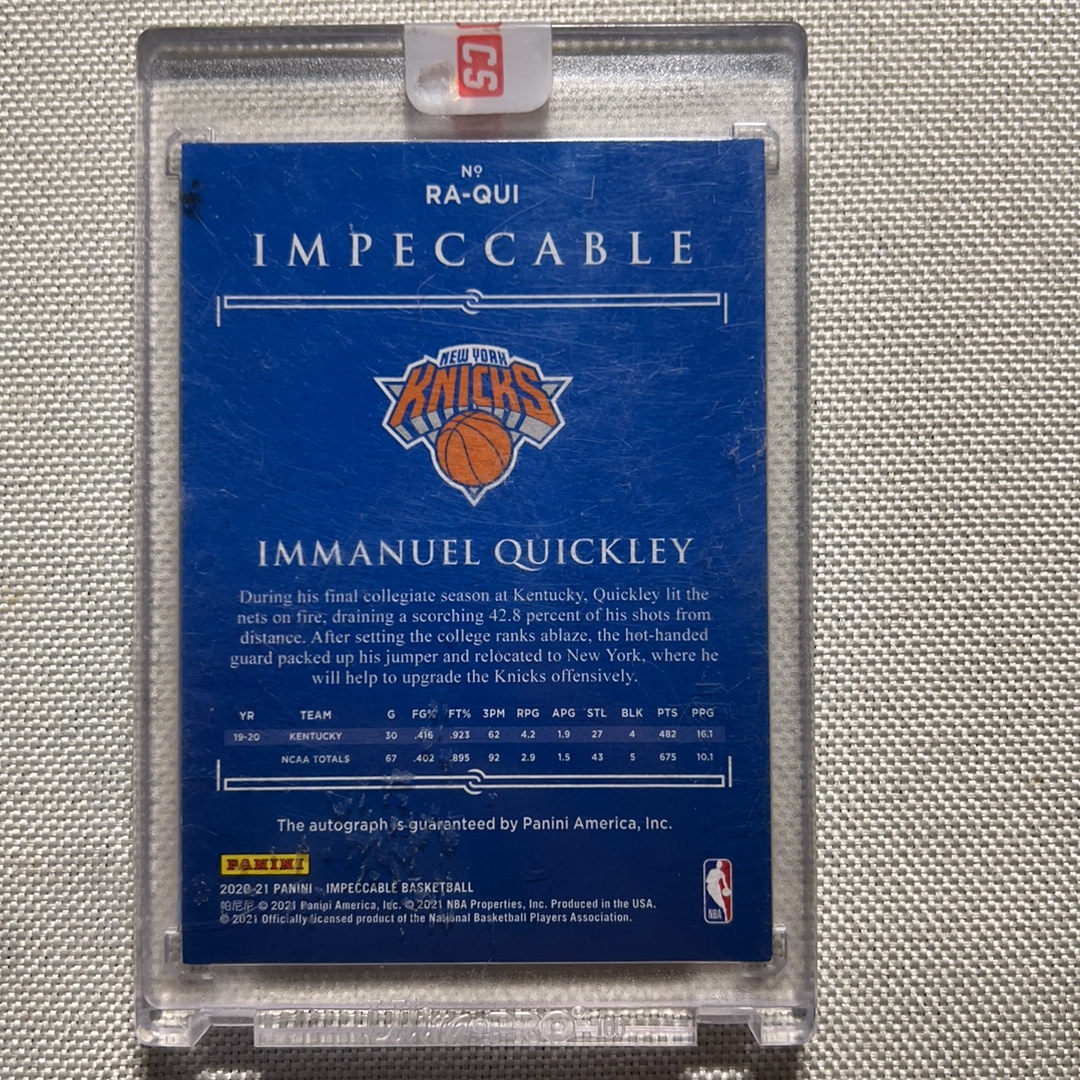 CS
Nº
RA-QUI
IMPECCABLE
NEW YORK
KNICKS
IMMANUEL QUICKLEY
During his final collegiate season at Kentucky, Quickley lit the
nets on fire, draining a scorching 42.8 percent of his shots from
distance. After setting the college ranks ablaze, the hot-handed
guard packed up his jumper and relocated to New York, where he
will help to upgrade the Knicks offensively.
YR TEAM G FG% FT% 3PM RPG APG STL BLK PTS PPG
19-20 KENTUCKY 30 .416 .923 62 4.2 1.9 27 4 482 16.1
NCAA TOTALS 67 .402 .895 92 2.9 1.5 43 5 675 10.1
The autograph is guaranteed by Panini America, Inc.
PANINI
2020-21 PANINI - IMPECCABLE BASKETBALL
帕尼尼 © 2021 Panini America, Inc. © 2021 NBA Properties, Inc. Produced in the USA.
© 2021 Officially licensed product of the National Basketball Players Association.
NBA